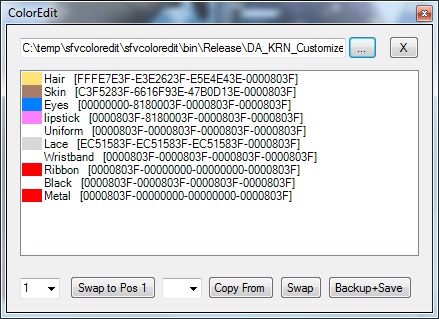 ColorEdit
C:\temp\sfvcoloredit\sfvcoloredit\bin\Release\DA_KRN_Customize
...
X
Hair [FFFE7E3F-E3E2623F-E5E4E43E-0000803F]
Skin [C3F5283F-6616F93E-47B0D13E-0000803F]
Eyes [00000000-8180003F-0000803F-0000803F]
lipstick [0000803F-8180003F-0000803F-0000803F]
Uniform [0000803F-0000803F-0000803F-0000803F]
Lace [EC51583F-EC51583F-EC51583F-0000803F]
Wristband [0000803F-0000803F-0000803F-0000803F]
Ribbon [0000803F-00000000-00000000-0000803F]
Black [0000803F-0000803F-0000803F-0000803F]
Metal [0000803F-00000000-00000000-0000803F]
1 Swap to Pos 1 Copy From Swap Backup+Save